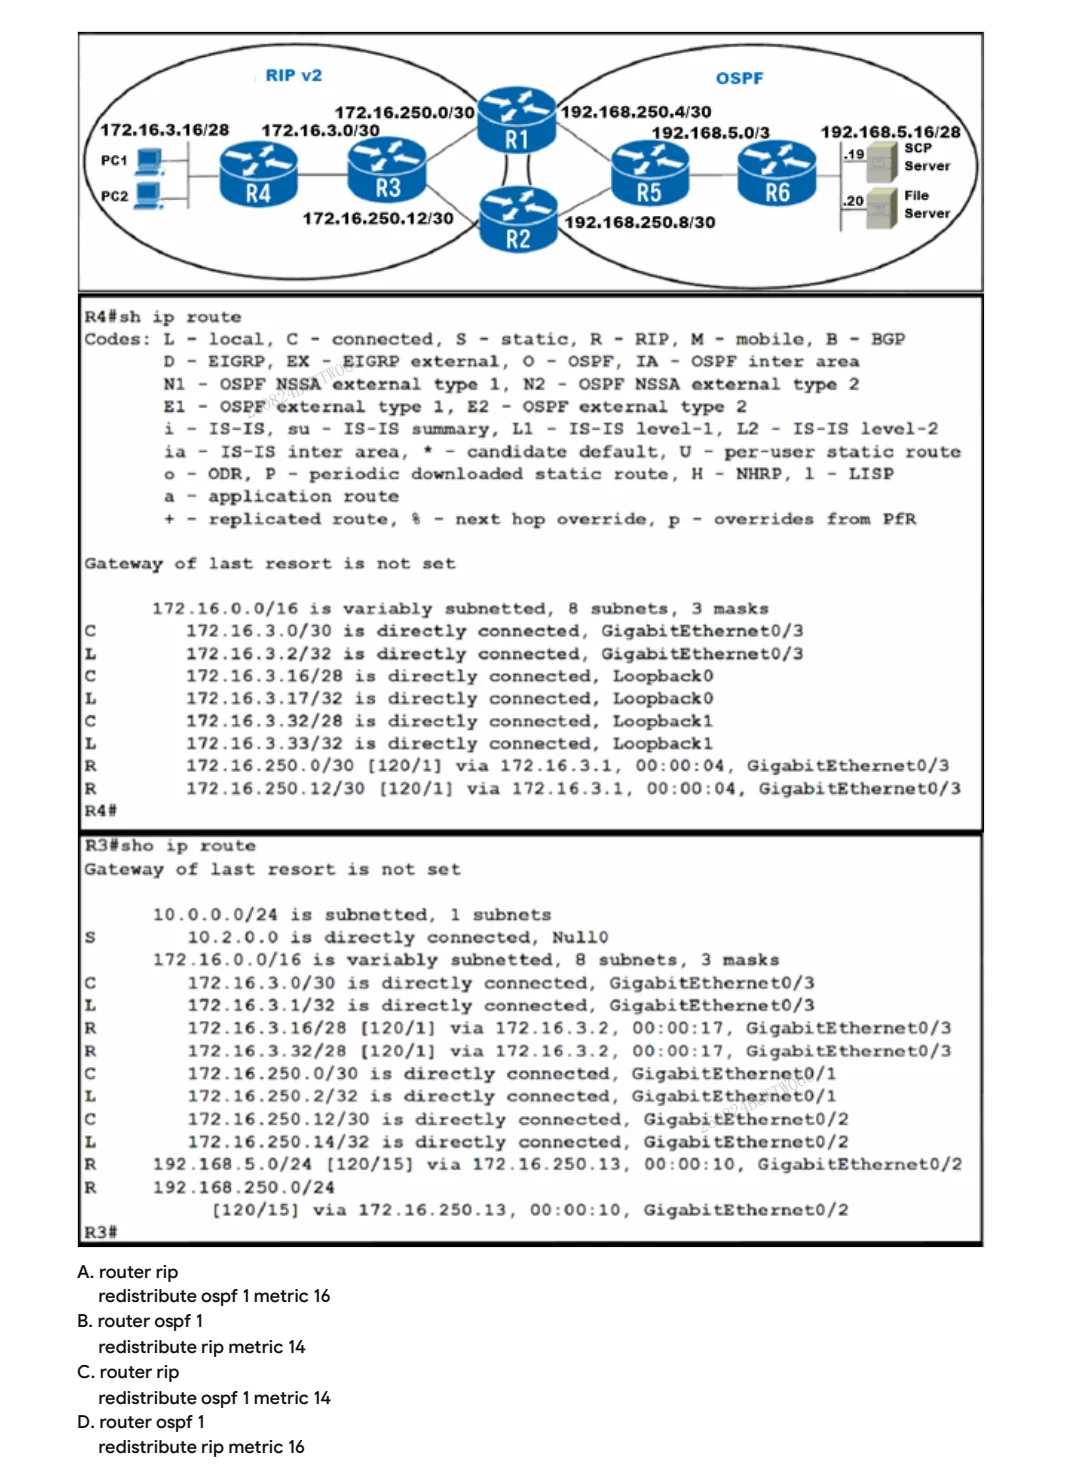 RIP v2
OSPF
172.16.250.0/30
192.168.250.4/30
172.16.3.16/28
172.16.3.0/30
R1
192.168.5.0/3
192.168.5.16/28
PC1
.19
SCP
Server
R4
R3
R5
R6
PC2
.20
File
Server
172.16.250.12/30
R2
192.168.250.8/30
R4#sh ip route
Codes: L - local, C - connected, S - static, R - RIP, M - mobile, B - BGP
D - EIGRP, EX - EIGRP external, O - OSPF, IA - OSPF inter area
N1 - OSPF NSSA external type 1, N2 - OSPF NSSA external type 2
E1 - OSPF external type 1, E2 - OSPF external type 2
i - IS-IS, su - IS-IS summary, L1 - IS-IS level-1, L2 - IS-IS level-2
ia - IS-IS inter area, * - candidate default, U - per-user static route
o - ODR, P - periodic downloaded static route, H - NHRP, l - LISP
a - application route
+ - replicated route, % - next hop override, p - overrides from PfR
Gateway of last resort is not set
172.16.0.0/16 is variably subnetted, 8 subnets, 3 masks
C 172.16.3.0/30 is directly connected, GigabitEthernet0/3
L 172.16.3.2/32 is directly connected, GigabitEthernet0/3
C 172.16.3.16/28 is directly connected, Loopback0
L 172.16.3.17/32 is directly connected, Loopback0
C 172.16.3.32/28 is directly connected, Loopback1
L 172.16.3.33/32 is directly connected, Loopback1
R 172.16.250.0/30 [120/1] via 172.16.3.1, 00:00:04, GigabitEthernet0/3
R 172.16.250.12/30 [120/1] via 172.16.3.1, 00:00:04, GigabitEthernet0/3
R4#
R3#sho ip route
Gateway of last resort is not set
10.0.0.0/24 is subnetted, 1 subnets
S 10.2.0.0 is directly connected, Null0
172.16.0.0/16 is variably subnetted, 8 subnets, 3 masks
C 172.16.3.0/30 is directly connected, GigabitEthernet0/3
L 172.16.3.1/32 is directly connected, GigabitEthernet0/3
R 172.16.3.16/28 [120/1] via 172.16.3.2, 00:00:17, GigabitEthernet0/3
R 172.16.3.32/28 [120/1] via 172.16.3.2, 00:00:17, GigabitEthernet0/3
C 172.16.250.0/30 is directly connected, GigabitEthernet0/1
L 172.16.250.2/32 is directly connected, GigabitEthernet0/1
C 172.16.250.12/30 is directly connected, GigabitEthernet0/2
L 172.16.250.14/32 is directly connected, GigabitEthernet0/2
R 192.168.5.0/24 [120/15] via 172.16.250.13, 00:00:10, GigabitEthernet0/2
R 192.168.250.0/24
[120/15] via 172.16.250.13, 00:00:10, GigabitEthernet0/2
R3#
A. router rip
redistribute ospf 1 metric 16
B. router ospf 1
redistribute rip metric 14
C. router rip
redistribute ospf 1 metric 14
D. router ospf 1
redistribute rip metric 16